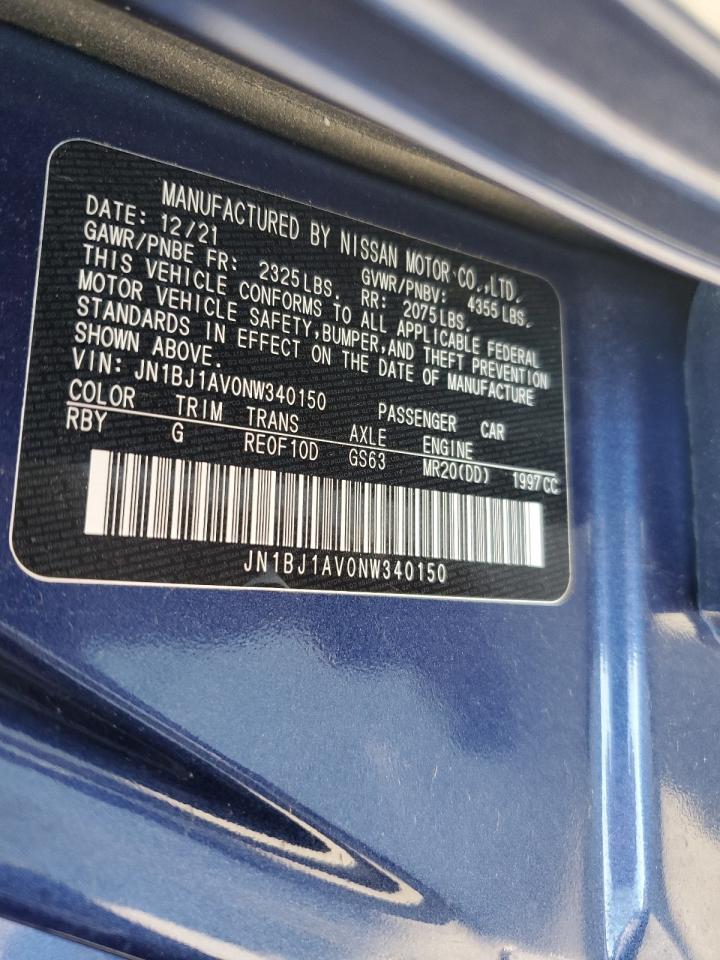 MANUFACTURED BY NISSAN MOTOR CO.,LTD.
DATE: 12/21 GVWR/PNBV: 4355 LBS.
GAWR/PNBE FR: 2325 LBS. RR: 2075 LBS.
THIS VEHICLE CONFORMS TO ALL APPLICABLE FEDERAL
MOTOR VEHICLE SAFETY,BUMPER,AND THEFT PREVENTION
STANDARDS IN EFFECT ON THE DATE OF MANUFACTURE
SHOWN ABOVE.
VIN: JN1BJ1AV0NW340150 PASSENGER CAR
COLOR TRIM TRANS AXLE ENGINE
RBY G RE0F10D GS63 MR20(DD) 1997CC
JN1BJ1AV0NW340150